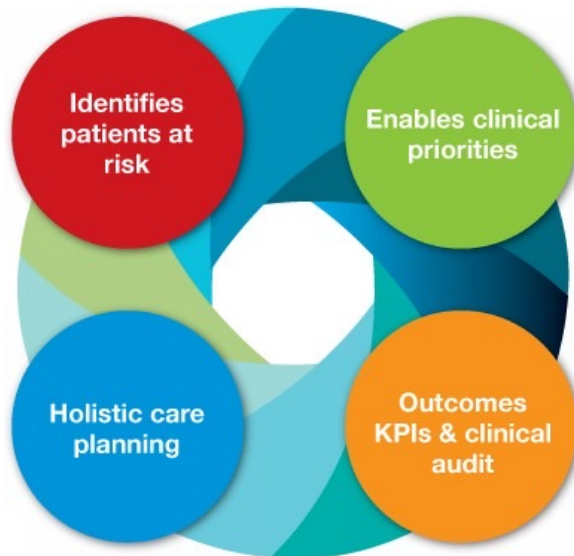 Identifies
patients at
risk
Enables clinical
priorities
Holistic care
planning
Outcomes
KPIs & clinical
audit